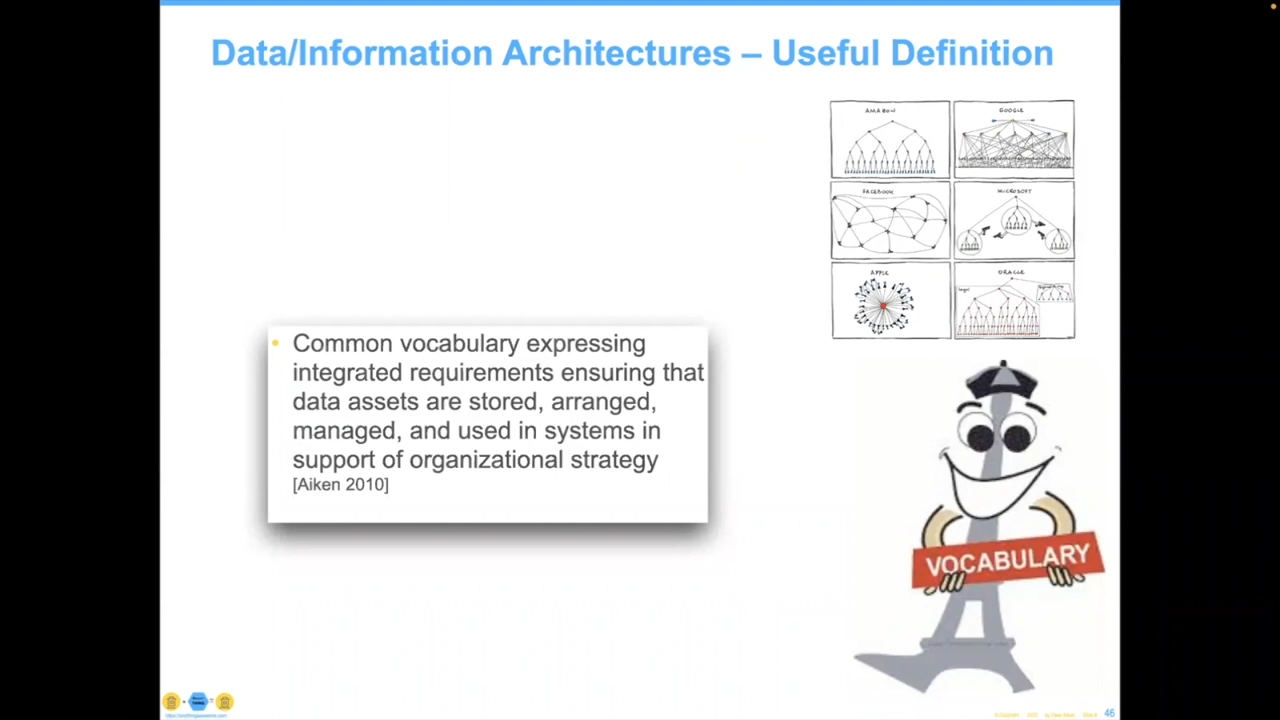 Data/Information Architectures – Useful Definition
AMAZON
GOOGLE
FACEBOOK
MICROSOFT
APPLE
ORACLE
• Common vocabulary expressing
integrated requirements ensuring that
data assets are stored, arranged,
managed, and used in systems in
support of organizational strategy
[Aiken 2010]
VOCABULARY
46